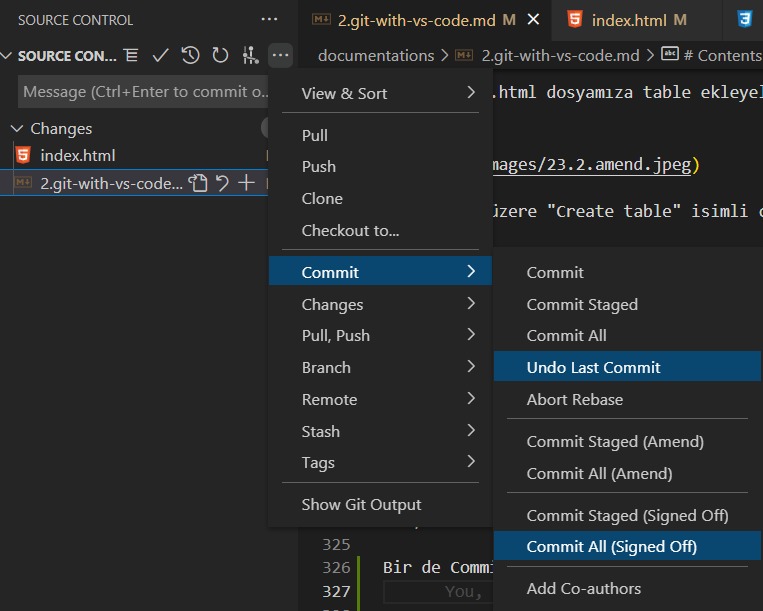 SOURCE CONTROL
2.git-with-vs-code.md M
index.html M
SOURCE CON...
documentations > 2.git-with-vs-code.md > # Contents
Message (Ctrl+Enter to commit o...
Changes
index.html
2.git-with-vs-code...
View & Sort
Pull
Push
Clone
Checkout to...
Commit
Changes
Pull, Push
Branch
Remote
Stash
Tags
Show Git Output
.html dosyamıza table ekleyel
mages/23.2.amend.jpeg)
üzere "Create table" isimli c
Commit
Commit Staged
Commit All
Undo Last Commit
Abort Rebase
Commit Staged (Amend)
Commit All (Amend)
Commit Staged (Signed Off)
Commit All (Signed Off)
Add Co-authors
325
326 Bir de Commi
327 You,